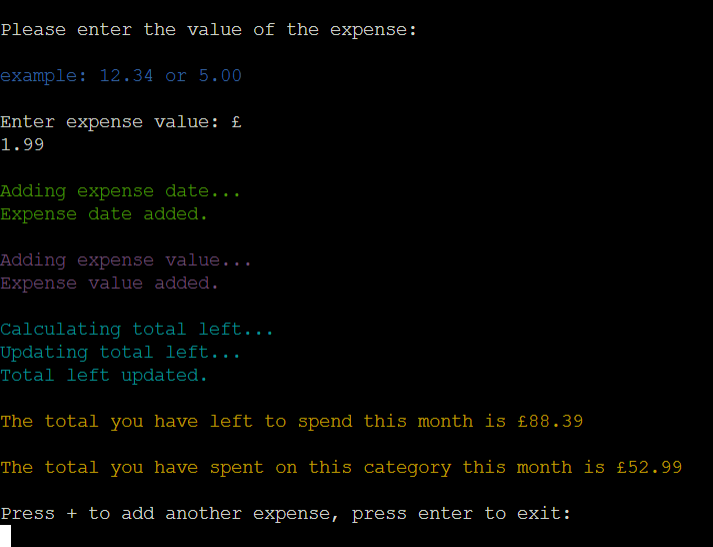 Please enter the value of the expense:
example: 12.34 or 5.00
Enter expense value: £
1.99
Adding expense date...
Expense date added.
Adding expense value...
Expense value added.
Calculating total left...
Updating total left...
Total left updated.
The total you have left to spend this month is £88.39
The total you have spent on this category this month is £52.99
Press + to add another expense, press enter to exit: